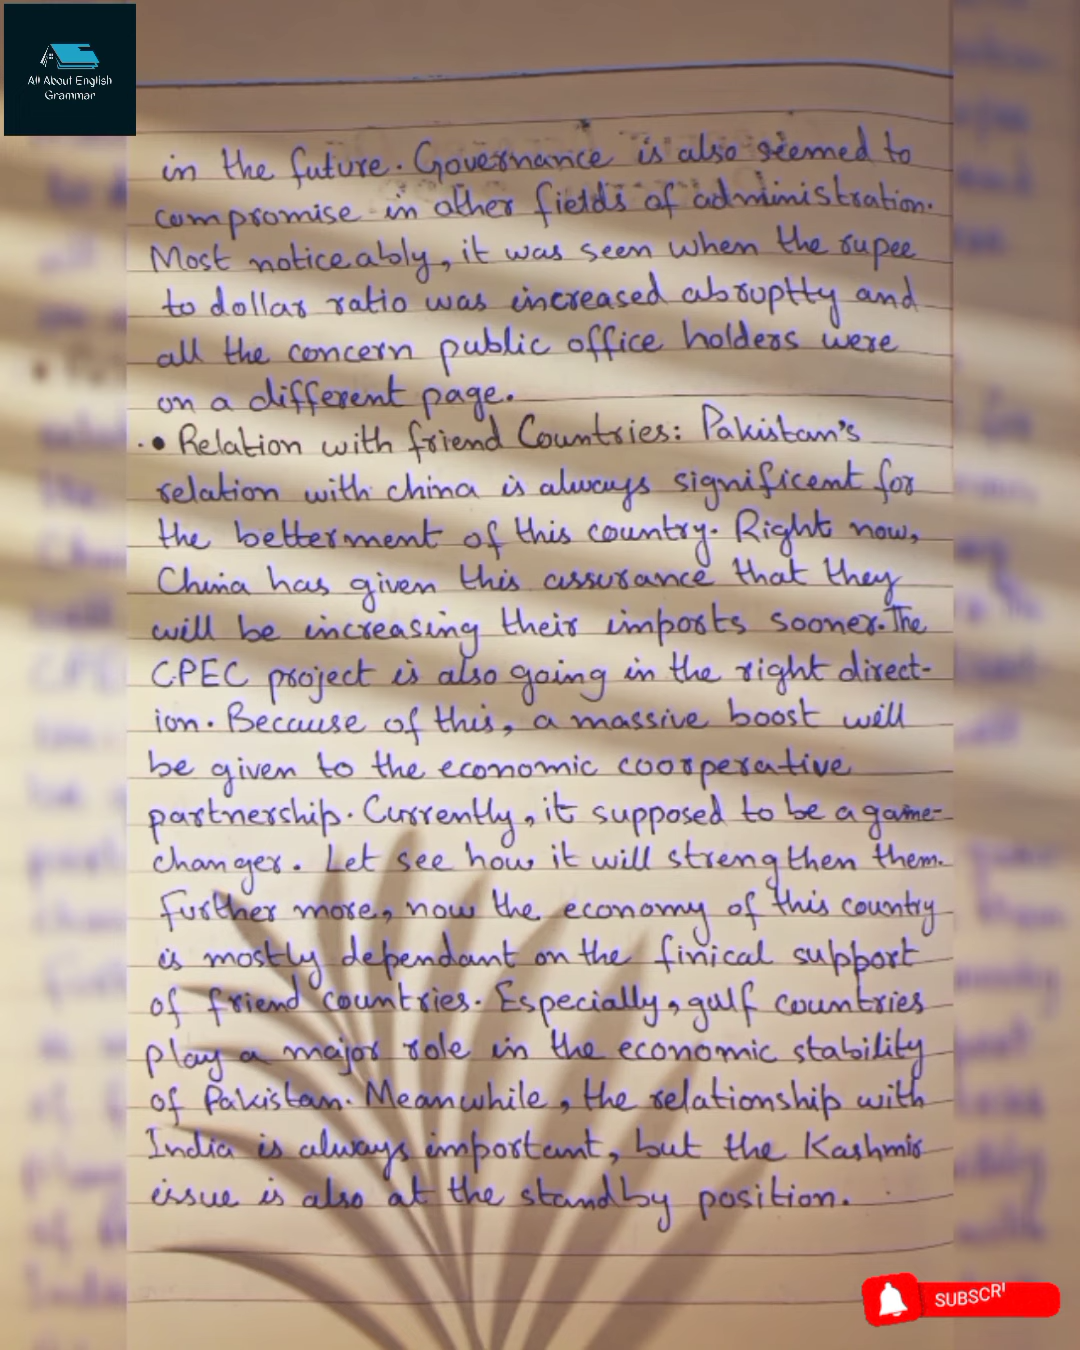 All About English
Grammar
in the future. Governance is also seemed to
compromise in other fields of administration.
Most noticeably, it was seen when the rupee
to dollar ratio was increased abruptty and
all the concern public office holders were
on a different page.
• Relation with friend Countries: Pakistan's
relation with china is always significent for
the betterment of this country. Right now,
China has given this assurance that they
will be increasing their imports sooner. The
CPEC project is also going in the right direct-
ion. Because of this, a massive boost will
be given to the economic coorperative
partnership. Currently, it supposed to be a game-
changer. Let see how it will strengthen them.
Further more, now the economy of this country
is mostly dependant on the finical support
of friend countries. Especially, gulf countries
play a major role in the economic stability
of Pakistan. Meanwhile, the relationship with
India is always important, but the Kashmir
issue is also at the standby position.
SUBSCRI